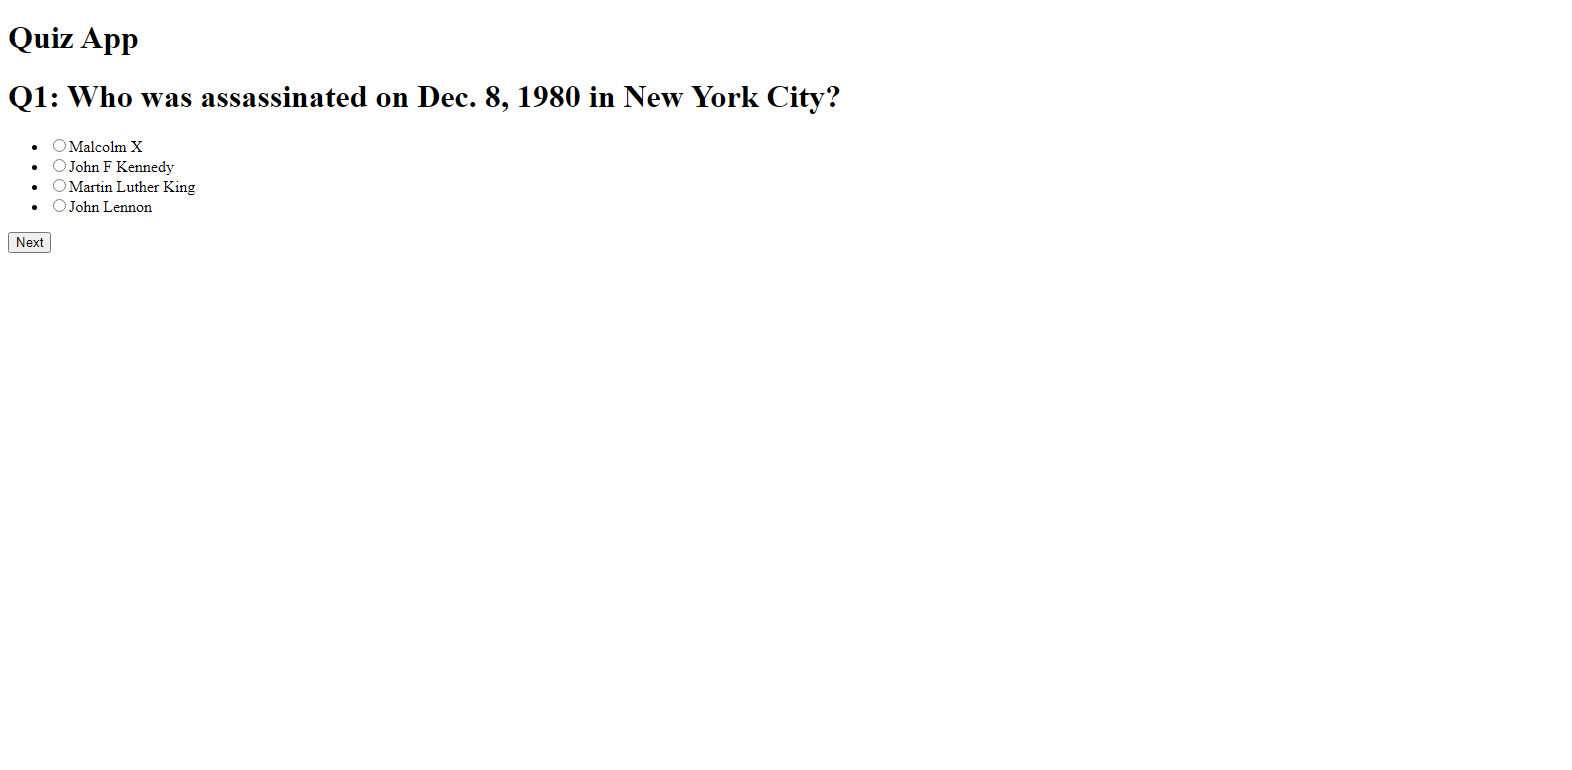 Quiz App
Q1: Who was assassinated on Dec. 8, 1980 in New York City?
Malcolm X
John F Kennedy
Martin Luther King
John Lennon
Next